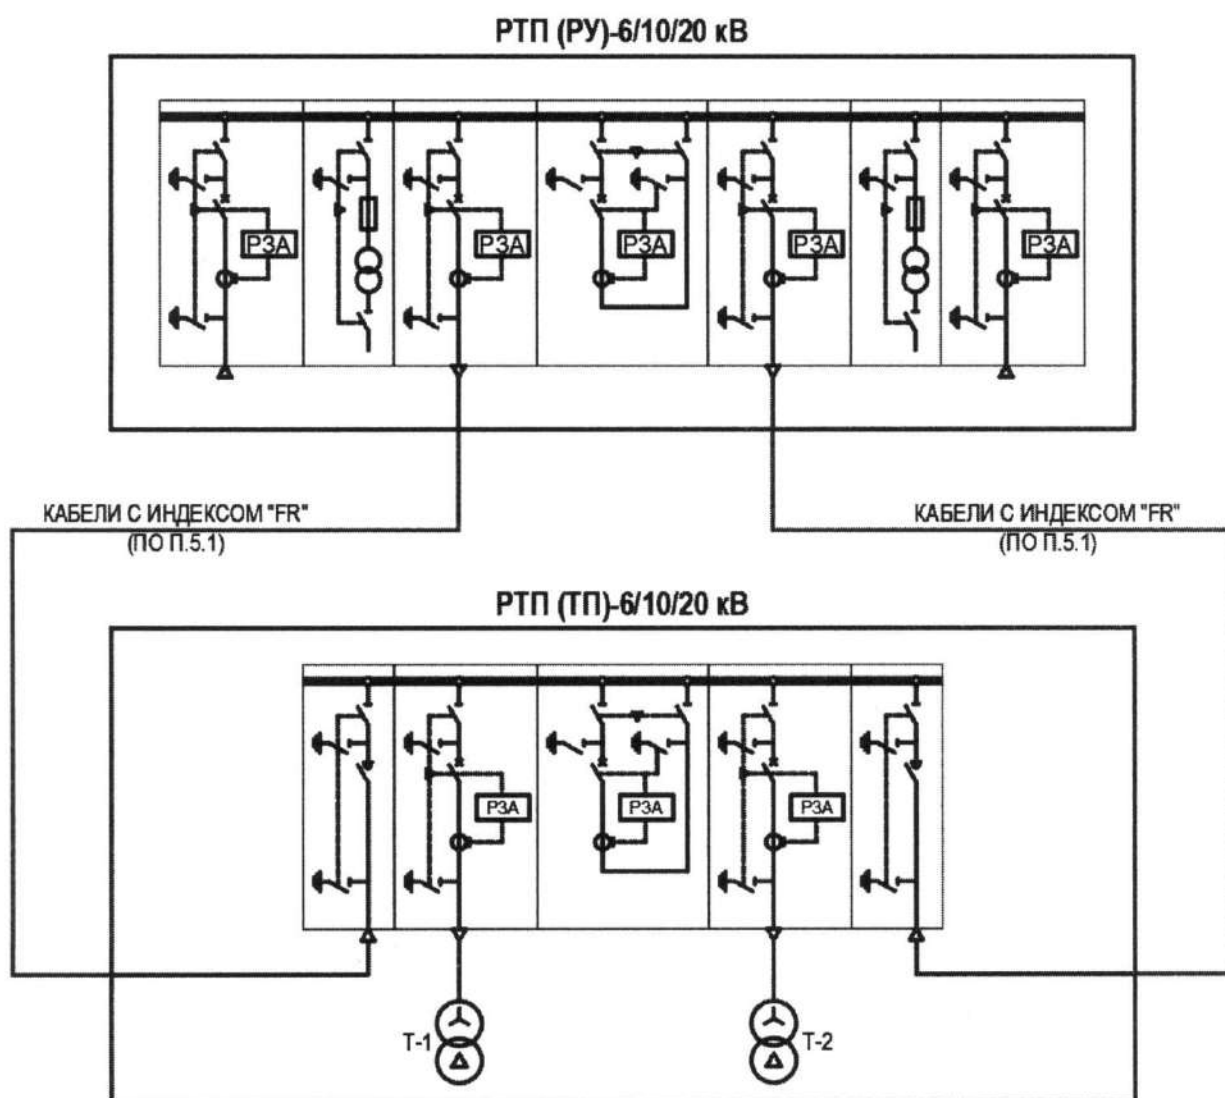 РТП (РУ)-6/10/20 кВ
РЗА
РЗА
РЗА
РЗА
РЗА
КАБЕЛИ С ИНДЕКСОМ "FR"
(ПО П.5.1)
КАБЕЛИ С ИНДЕКСОМ "FR"
(ПО П.5.1)
РТП (ТП)-6/10/20 кВ
РЗА
РЗА
РЗА
Т-1
Т-2